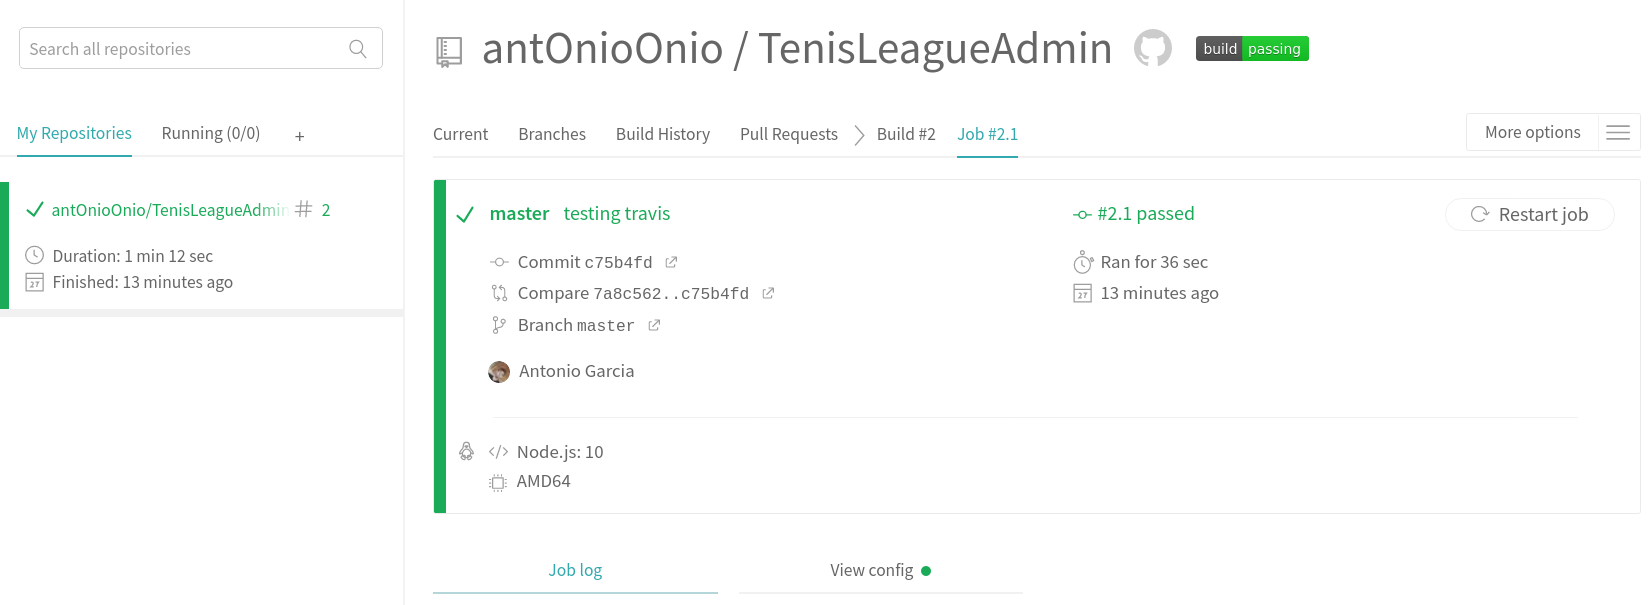 Search all repositories
My Repositories Running (0/0) +
antOnioOnio/TenisLeagueAdmin # 2
Duration: 1 min 12 sec
27 Finished: 13 minutes ago
antOnioOnio / TenisLeagueAdmin build passing
Current Branches Build History Pull Requests Build #2 Job #2.1 More options
master testing travis #2.1 passed Restart job
Commit c75b4fd Ran for 36 sec
Compare 7a8c562..c75b4fd 27 13 minutes ago
Branch master
Antonio Garcia
</> Node.js: 10
AMD64
Job log View config